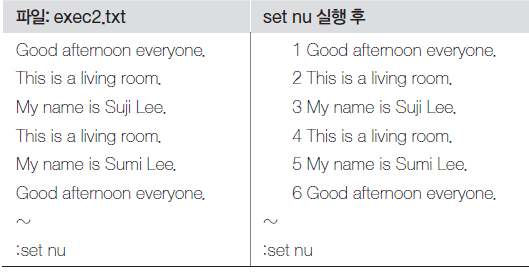 파일: exec2.txt
set nu 실행 후
Good afternoon everyone.
This is a living room.
My name is Suji Lee.
This is a living room.
My name is Sumi Lee.
Good afternoon everyone.
~
:set nu
1 Good afternoon everyone.
2 This is a living room.
3 My name is Suji Lee.
4 This is a living room.
5 My name is Sumi Lee.
6 Good afternoon everyone.
~
:set nu